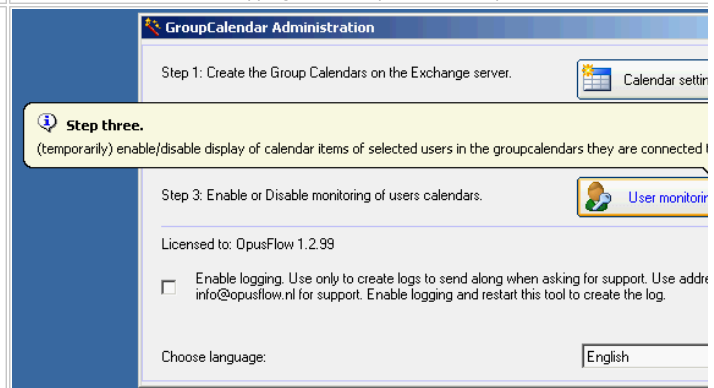 GroupCalendar Administration
Step 1: Create the Group Calendars on the Exchange server.
Calendar settin
Step three.
(temporarily) enable/disable display of calendar items of selected users in the groupcalendars they are connected
Step 3: Enable or Disable monitoring of users calendars.
User monitorin
Licensed to: OpusFlow 1.2.99
Enable logging. Use only to create logs to send along when asking for support. Use addre
info@opusflow.nl for support. Enable logging and restart this tool to create the log.
Choose language:
English